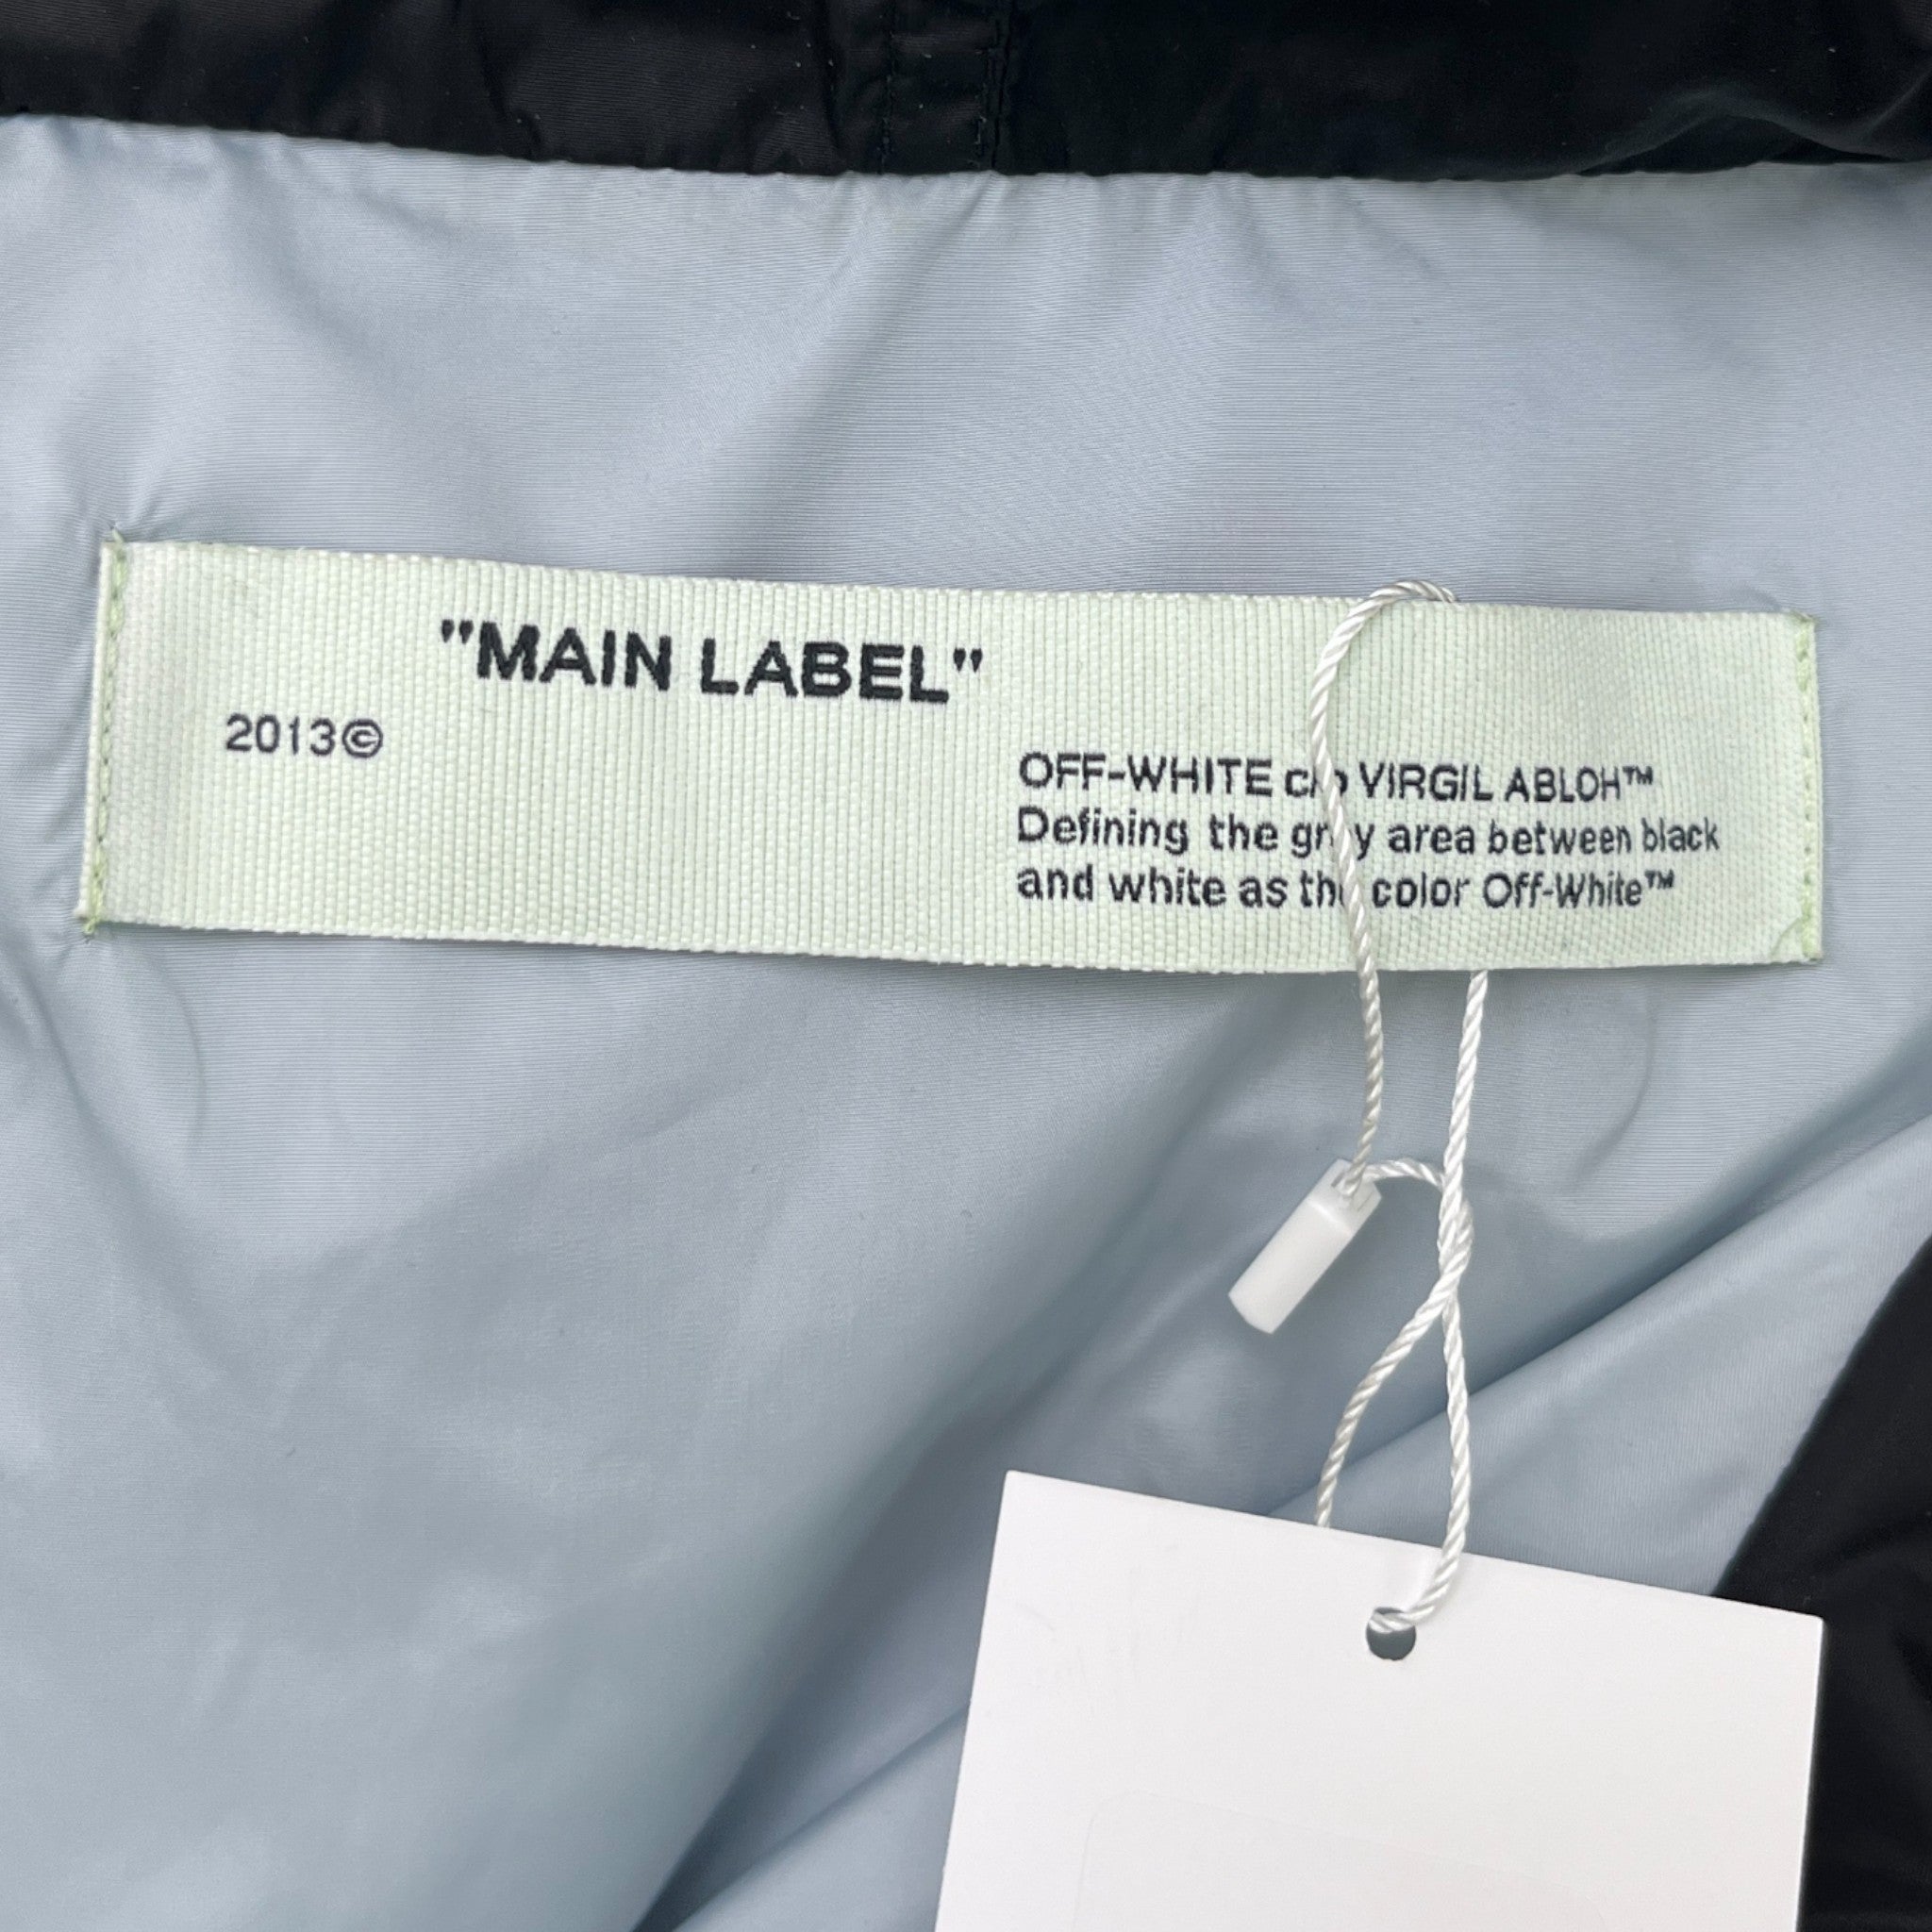 "MAIN LABEL"
2013©
OFF-WHITE c/o VIRGIL ABLOH™
Defining the grey area between black
and white as the color Off-White™